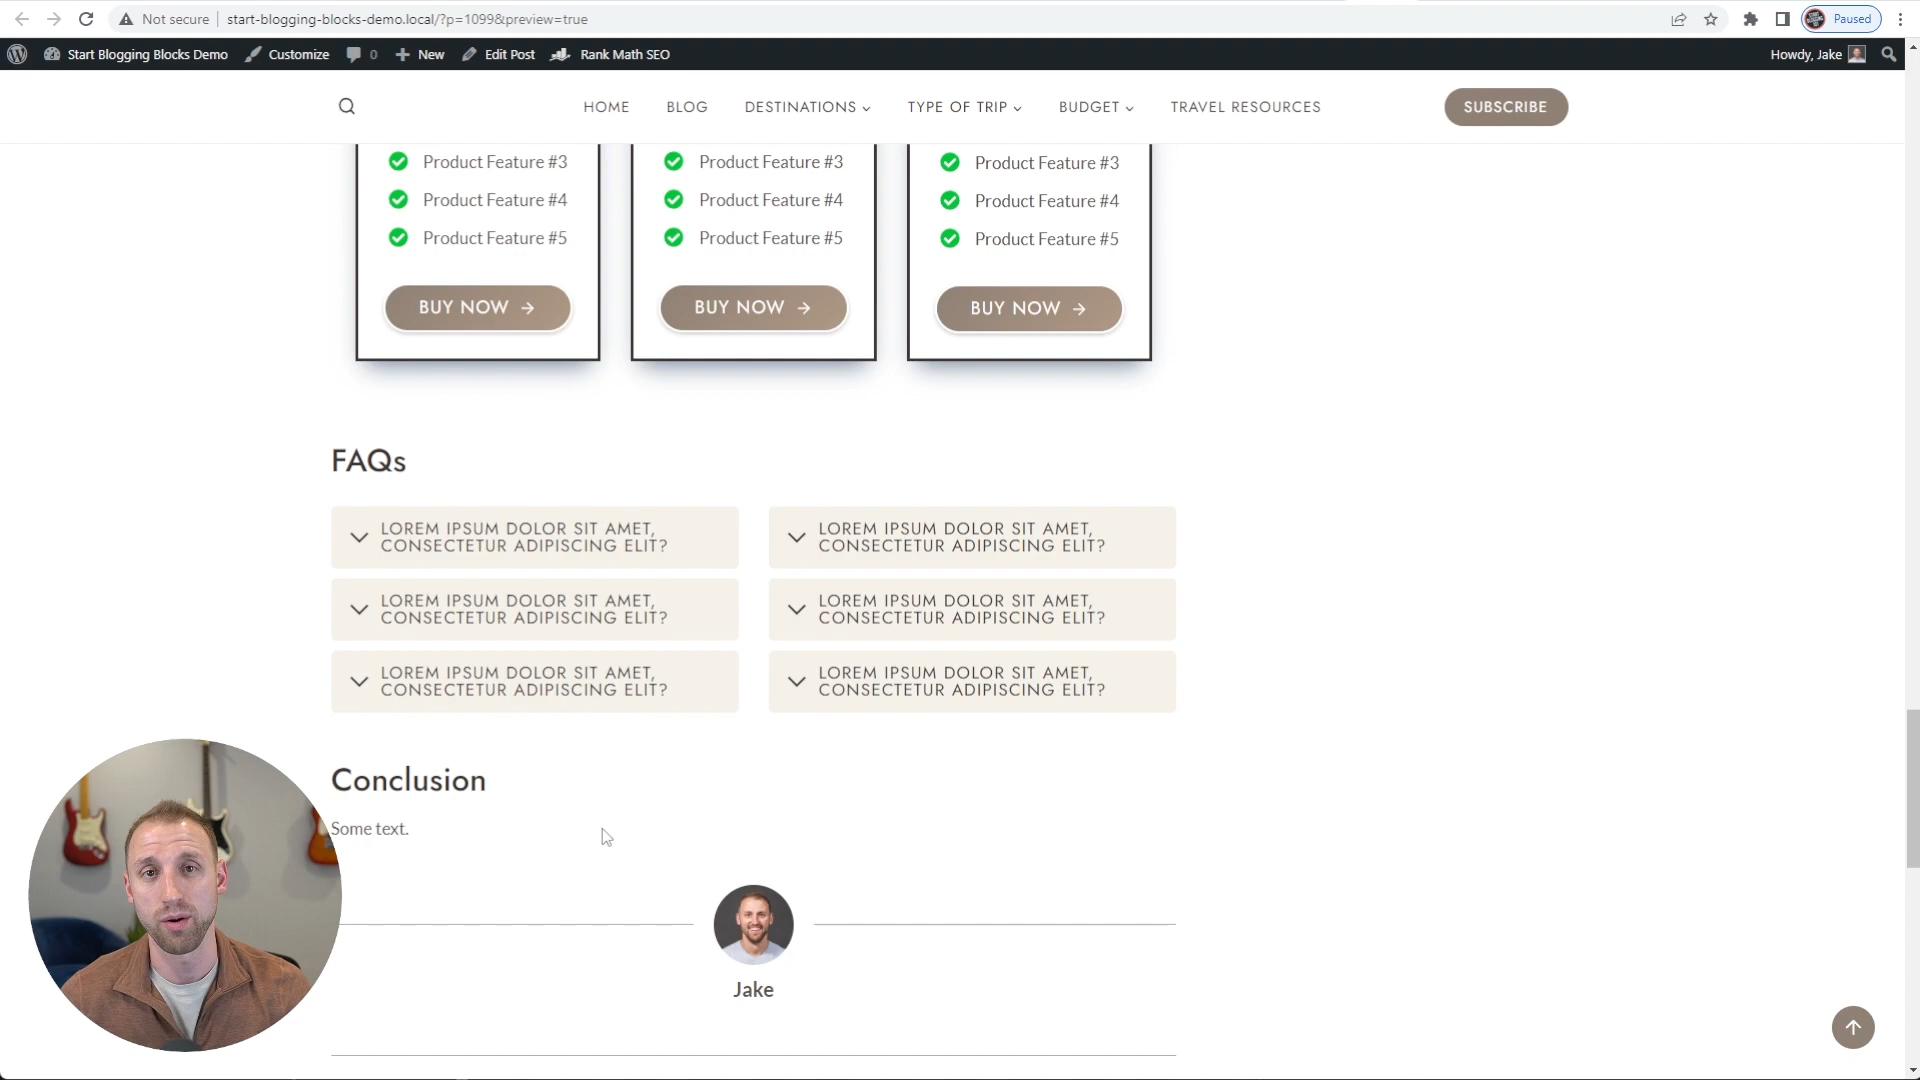 Not secure
start-blogging-blocks-demo.local/?p=1099&preview=true
Paused
Start Blogging Blocks Demo
Customize
0
New
Edit Post
Rank Math SEO
Howdy, Jake
HOME
BLOG
DESTINATIONS
TYPE OF TRIP
BUDGET
TRAVEL RESOURCES
SUBSCRIBE
Product Feature #3
Product Feature #3
Product Feature #3
Product Feature #4
Product Feature #4
Product Feature #4
Product Feature #5
Product Feature #5
Product Feature #5
BUY NOW →
BUY NOW →
BUY NOW →
FAQs
LOREM IPSUM DOLOR SIT AMET,
CONSECTETUR ADIPISCING ELIT?
LOREM IPSUM DOLOR SIT AMET,
CONSECTETUR ADIPISCING ELIT?
LOREM IPSUM DOLOR SIT AMET,
CONSECTETUR ADIPISCING ELIT?
LOREM IPSUM DOLOR SIT AMET,
CONSECTETUR ADIPISCING ELIT?
LOREM IPSUM DOLOR SIT AMET,
CONSECTETUR ADIPISCING ELIT?
LOREM IPSUM DOLOR SIT AMET,
CONSECTETUR ADIPISCING ELIT?
Conclusion
Some text.
Jake